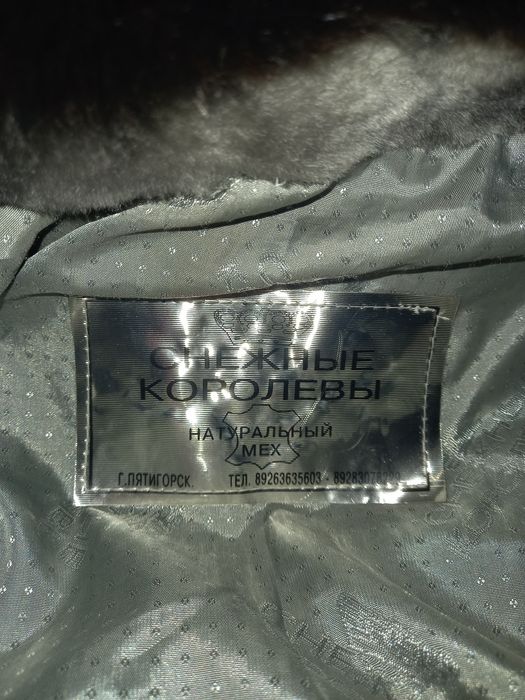 СНЕЖНЫЕ
КОРОЛЕВЫ
НАТУРАЛЬНЫЙ
МЕХ
Г.ПЯТИГОРСК. ТЕЛ. 89263635603 -